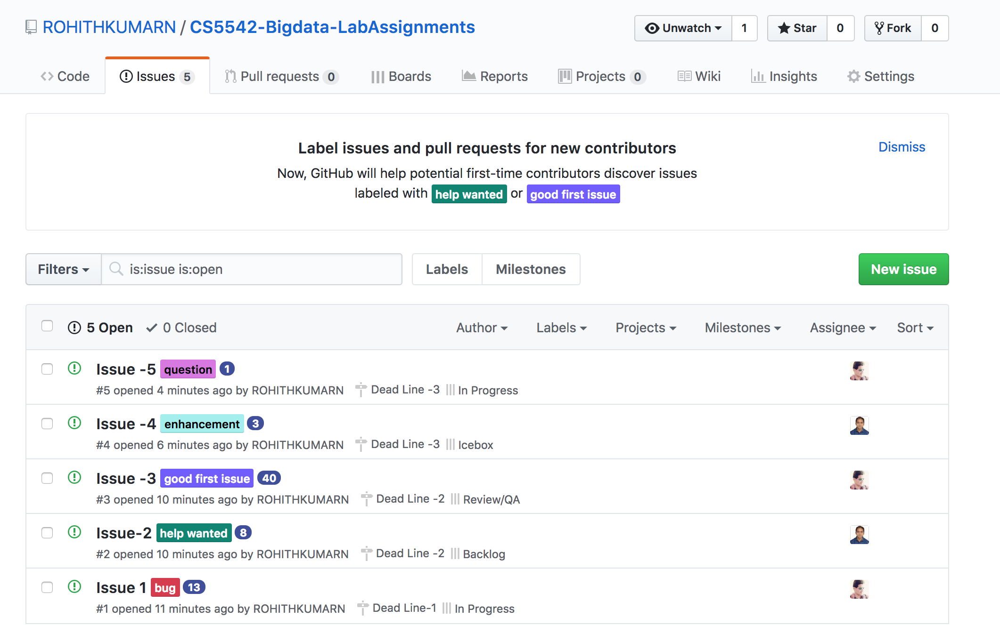 ROHITHKUMARN / CS5542-Bigdata-LabAssignments
Unwatch 1 Star 0 Fork 0
Code Issues 5 Pull requests 0 Boards Reports Projects 0 Wiki Insights Settings
Label issues and pull requests for new contributors
Dismiss
Now, GitHub will help potential first-time contributors discover issues
labeled with help wanted or good first issue
Filters is:issue is:open Labels Milestones New issue
5 Open 0 Closed Author Labels Projects Milestones Assignee Sort
Issue -5 question 1
#5 opened 4 minutes ago by ROHITHKUMARN Dead Line -3 In Progress
Issue -4 enhancement 3
#4 opened 6 minutes ago by ROHITHKUMARN Dead Line -3 Icebox
Issue -3 good first issue 40
#3 opened 10 minutes ago by ROHITHKUMARN Dead Line -2 Review/QA
Issue-2 help wanted 8
#2 opened 10 minutes ago by ROHITHKUMARN Dead Line -2 Backlog
Issue 1 bug 13
#1 opened 11 minutes ago by ROHITHKUMARN Dead Line-1 In Progress